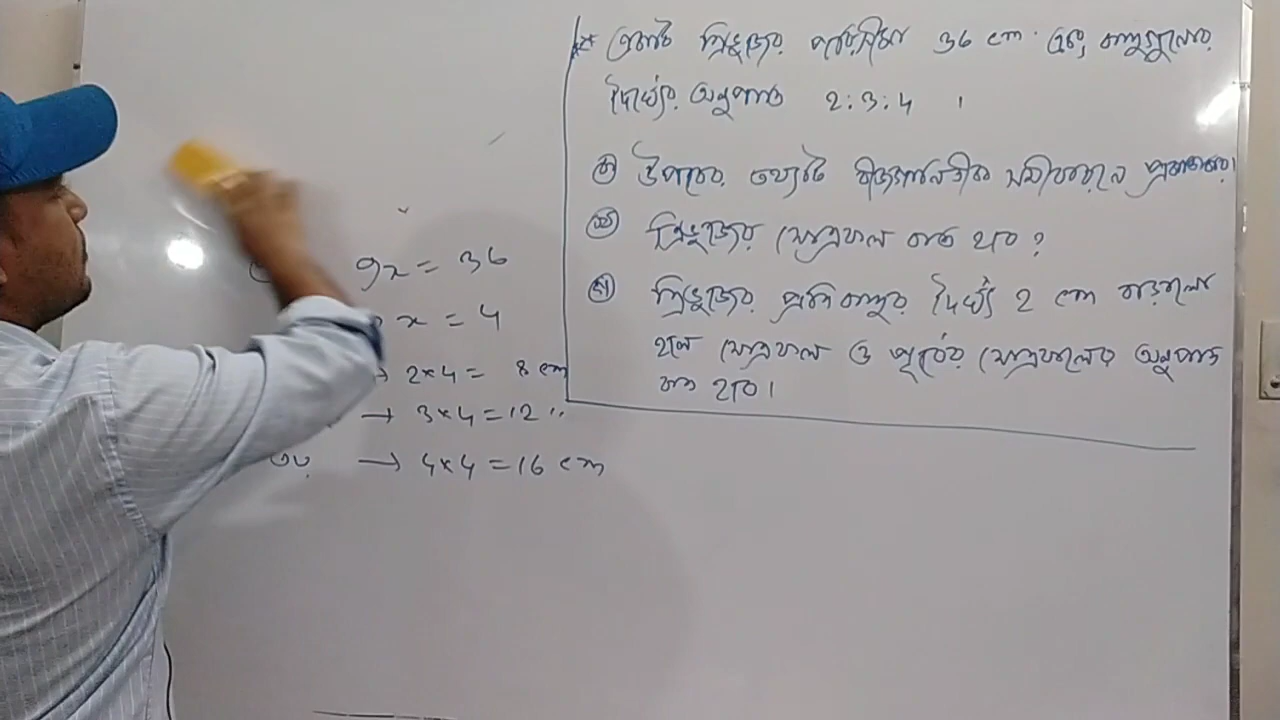 * একটি ত্রিভুজের পরিসীমা 36 cm এবং বাহুগুলোর
দৈর্ঘ্যের অনুপাত 2:3:4 ।
ক) উপরের তথ্যটি বীজগাণিতিক সমীকরণে প্রকাশ কর।
খ) ত্রিভুজের ক্ষেত্রফল কত হবে ?
গ) ত্রিভুজের প্রতি বাহুর দৈর্ঘ্য 2 cm বাড়ানো
হলে ক্ষেত্রফল ও পূর্বের ক্ষেত্রফলের অনুপাত
কত হবে।
9x = 36
x = 4
2×4 = 8 cm
→ 3×4 = 12 "
→ 4×4 = 16 cm